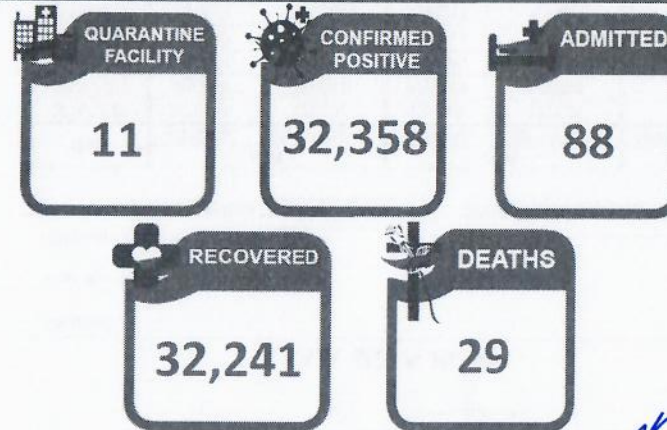 QUARANTINE
FACILITY
11
CONFIRMED
POSITIVE
32,358
ADMITTED
88
RECOVERED
32,241
DEATHS
29